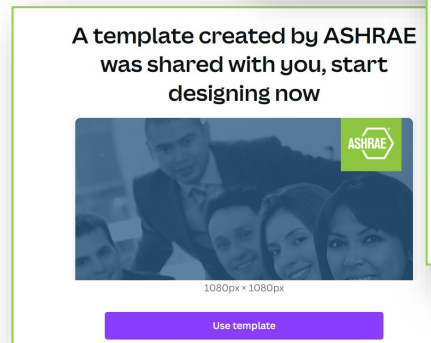 A template created by ASHRAE
was shared with you, start
designing now
ASHRAE
1080px × 1080px
Use template